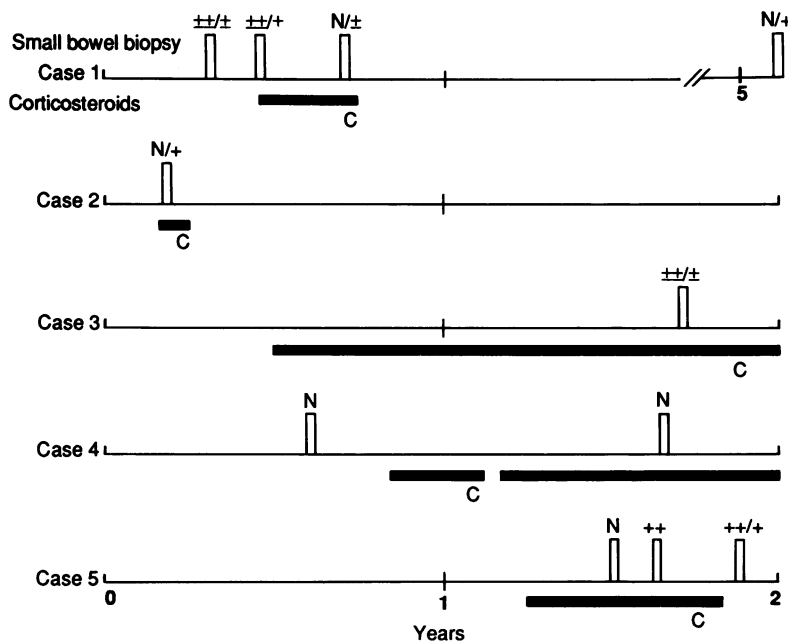 ±±/± ±±/+ N/± N/+
Small bowel biopsy
Case 1
5
Corticosteroids
C
N/+
Case 2
C
±±/±
Case 3
C
N N
Case 4
C
N ++ ++/+
Case 5
0 1 2
C
Years